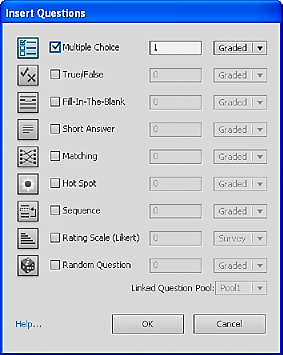 Insert Questions
Multiple Choice 1 Graded
True/False 0 Graded
Fill-In-The-Blank 0 Graded
Short Answer 0 Graded
Matching 0 Graded
Hot Spot 0 Graded
Sequence 0 Graded
Rating Scale (Likert) 0 Survey
Random Question 0 Graded
Linked Question Pool: Pool1
Help... OK Cancel